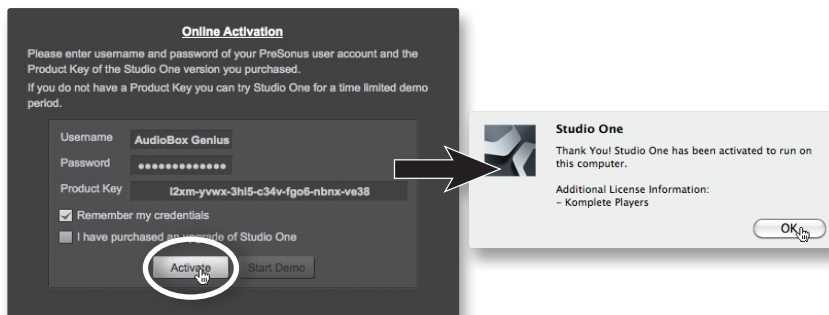 Online Activation
Please enter username and password of your PreSonus user account and the
Product Key of the Studio One version you purchased.
If you do not have a Product Key you can try Studio One for a time limited demo
period.
Username AudioBox Genius
Password •••••••••••••
Product Key l2xm-yvwx-3hi5-c34v-fgo6-nbnx-ve38
Remember my credentials
I have purchased an upgrade of Studio One
Activate Start Demo
Studio One
Thank You! Studio One has been activated to run on
this computer.
Additional License Information:
– Komplete Players
OK